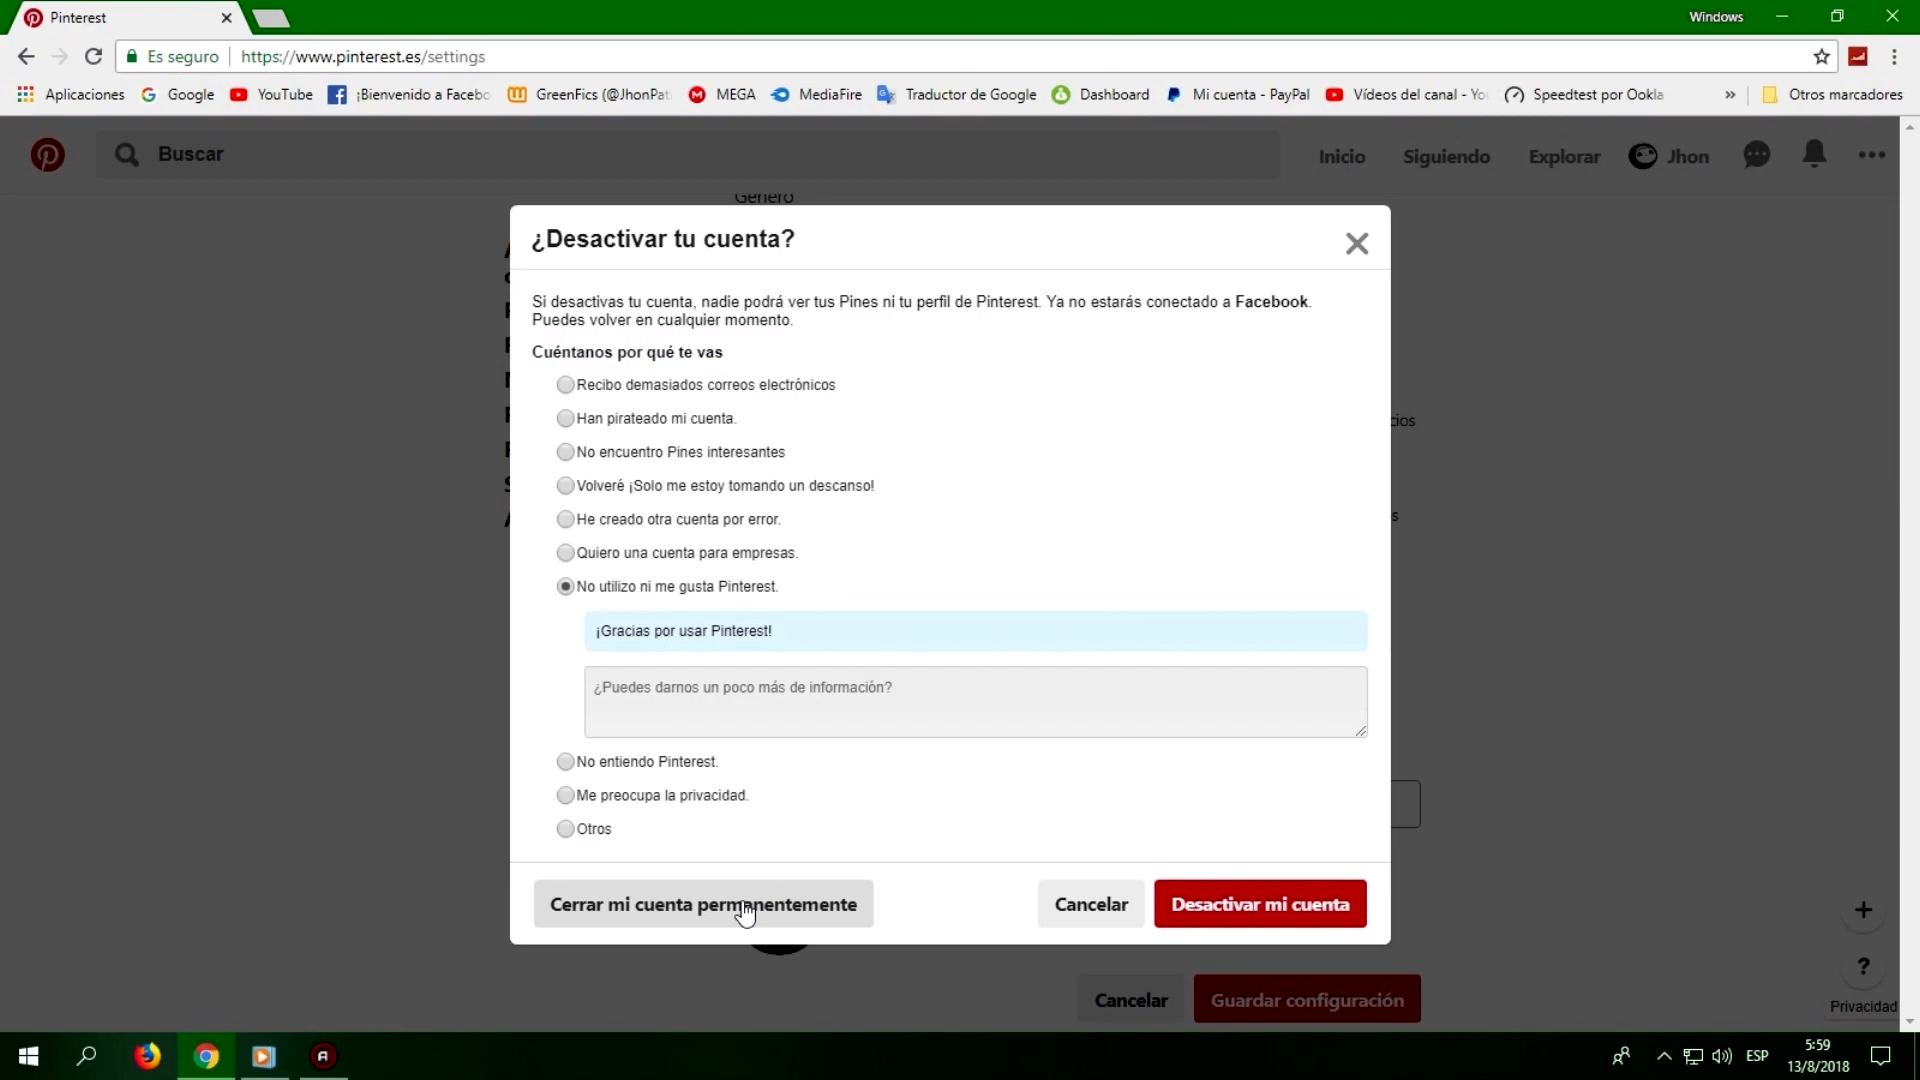 Pinterest
Windows
Es seguro
https://www.pinterest.es/settings
Aplicaciones
Google
YouTube
¡Bienvenido a Facebo
GreenFics (@JhonPat
MEGA
MediaFire
Traductor de Google
Dashboard
Mi cuenta - PayPal
Vídeos del canal - Yo
Speedtest por Ookla
»
Otros marcadores
Buscar
Inicio
Siguiendo
Explorar
Jhon
Género
¿Desactivar tu cuenta?
Si desactivas tu cuenta, nadie podrá ver tus Pines ni tu perfil de Pinterest. Ya no estarás conectado a Facebook.
Puedes volver en cualquier momento.
Cuéntanos por qué te vas
Recibo demasiados correos electrónicos
Han pirateado mi cuenta.
cios
No encuentro Pines interesantes
Volveré ¡Solo me estoy tomando un descanso!
He creado otra cuenta por error.
s
Quiero una cuenta para empresas.
No utilizo ni me gusta Pinterest.
¡Gracias por usar Pinterest!
¿Puedes darnos un poco más de información?
No entiendo Pinterest.
Me preocupa la privacidad.
Otros
Cerrar mi cuenta permanentemente
Cancelar
Desactivar mi cuenta
+
?
Cancelar
Guardar configuración
Privacidad
ESP
5:59
13/8/2018